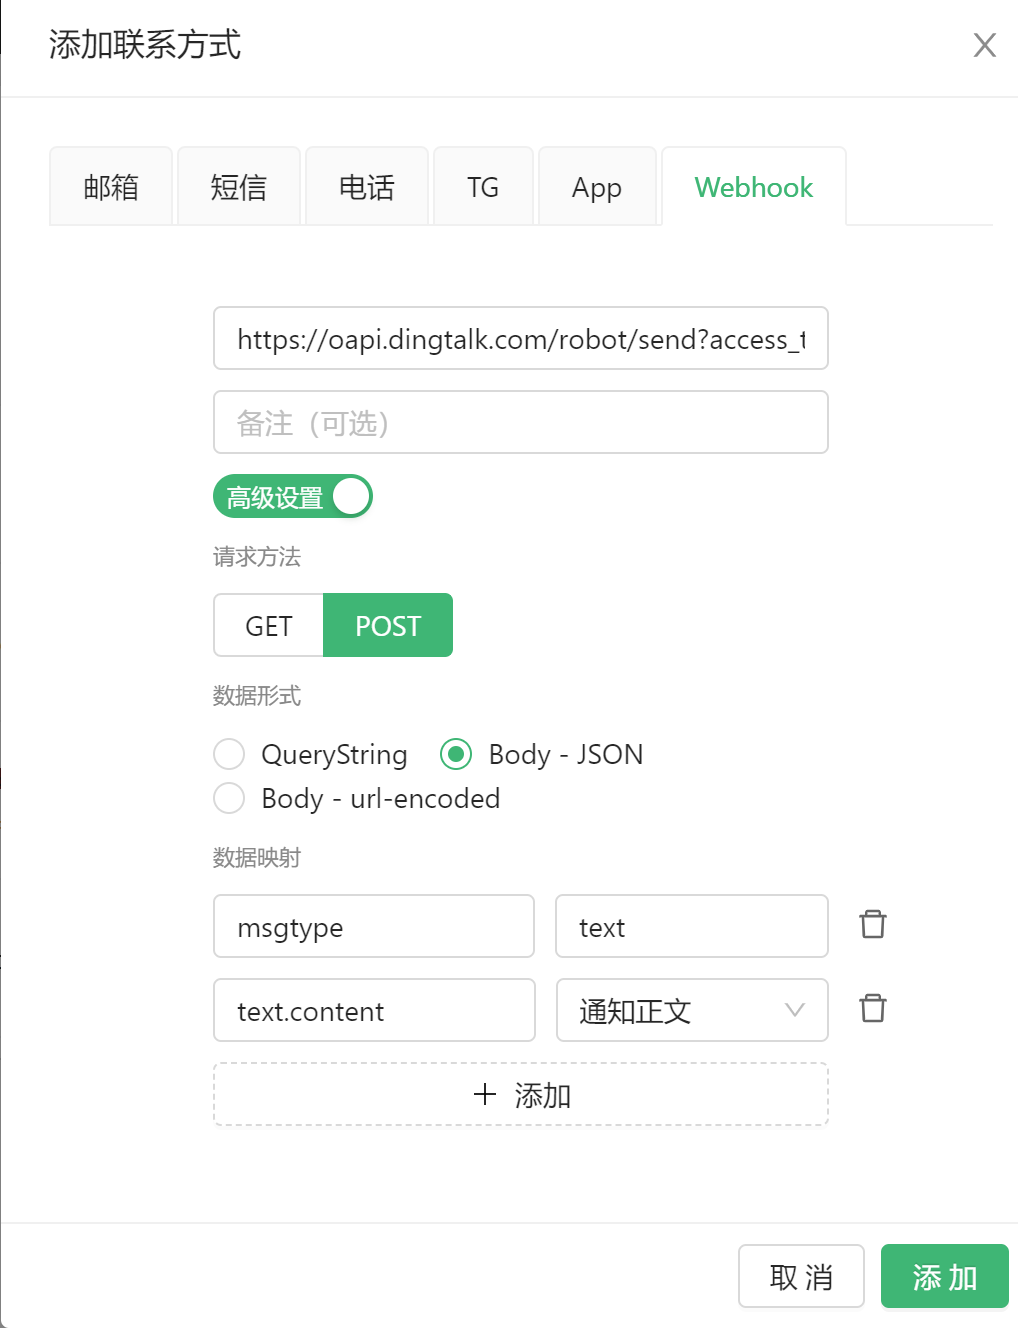 添加联系方式
邮箱 短信 电话 TG App Webhook
https://oapi.dingtalk.com/robot/send?access_t
备注（可选）
高级设置
请求方法
GET POST
数据形式
QueryString Body - JSON
Body - url-encoded
数据映射
msgtype text
text.content 通知正文
添加
取 消 添 加